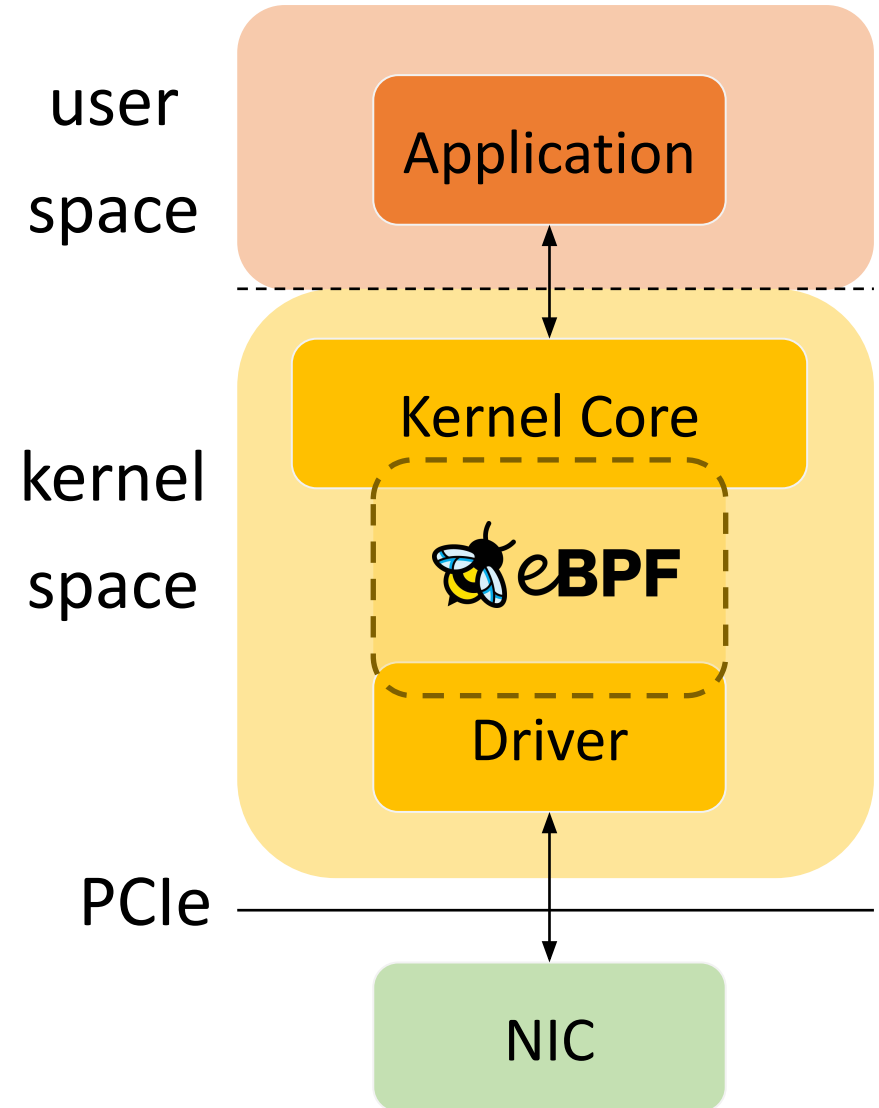 user
space
Application
Kernel Core
kernel
space
eBPF
Driver
PCIe
NIC